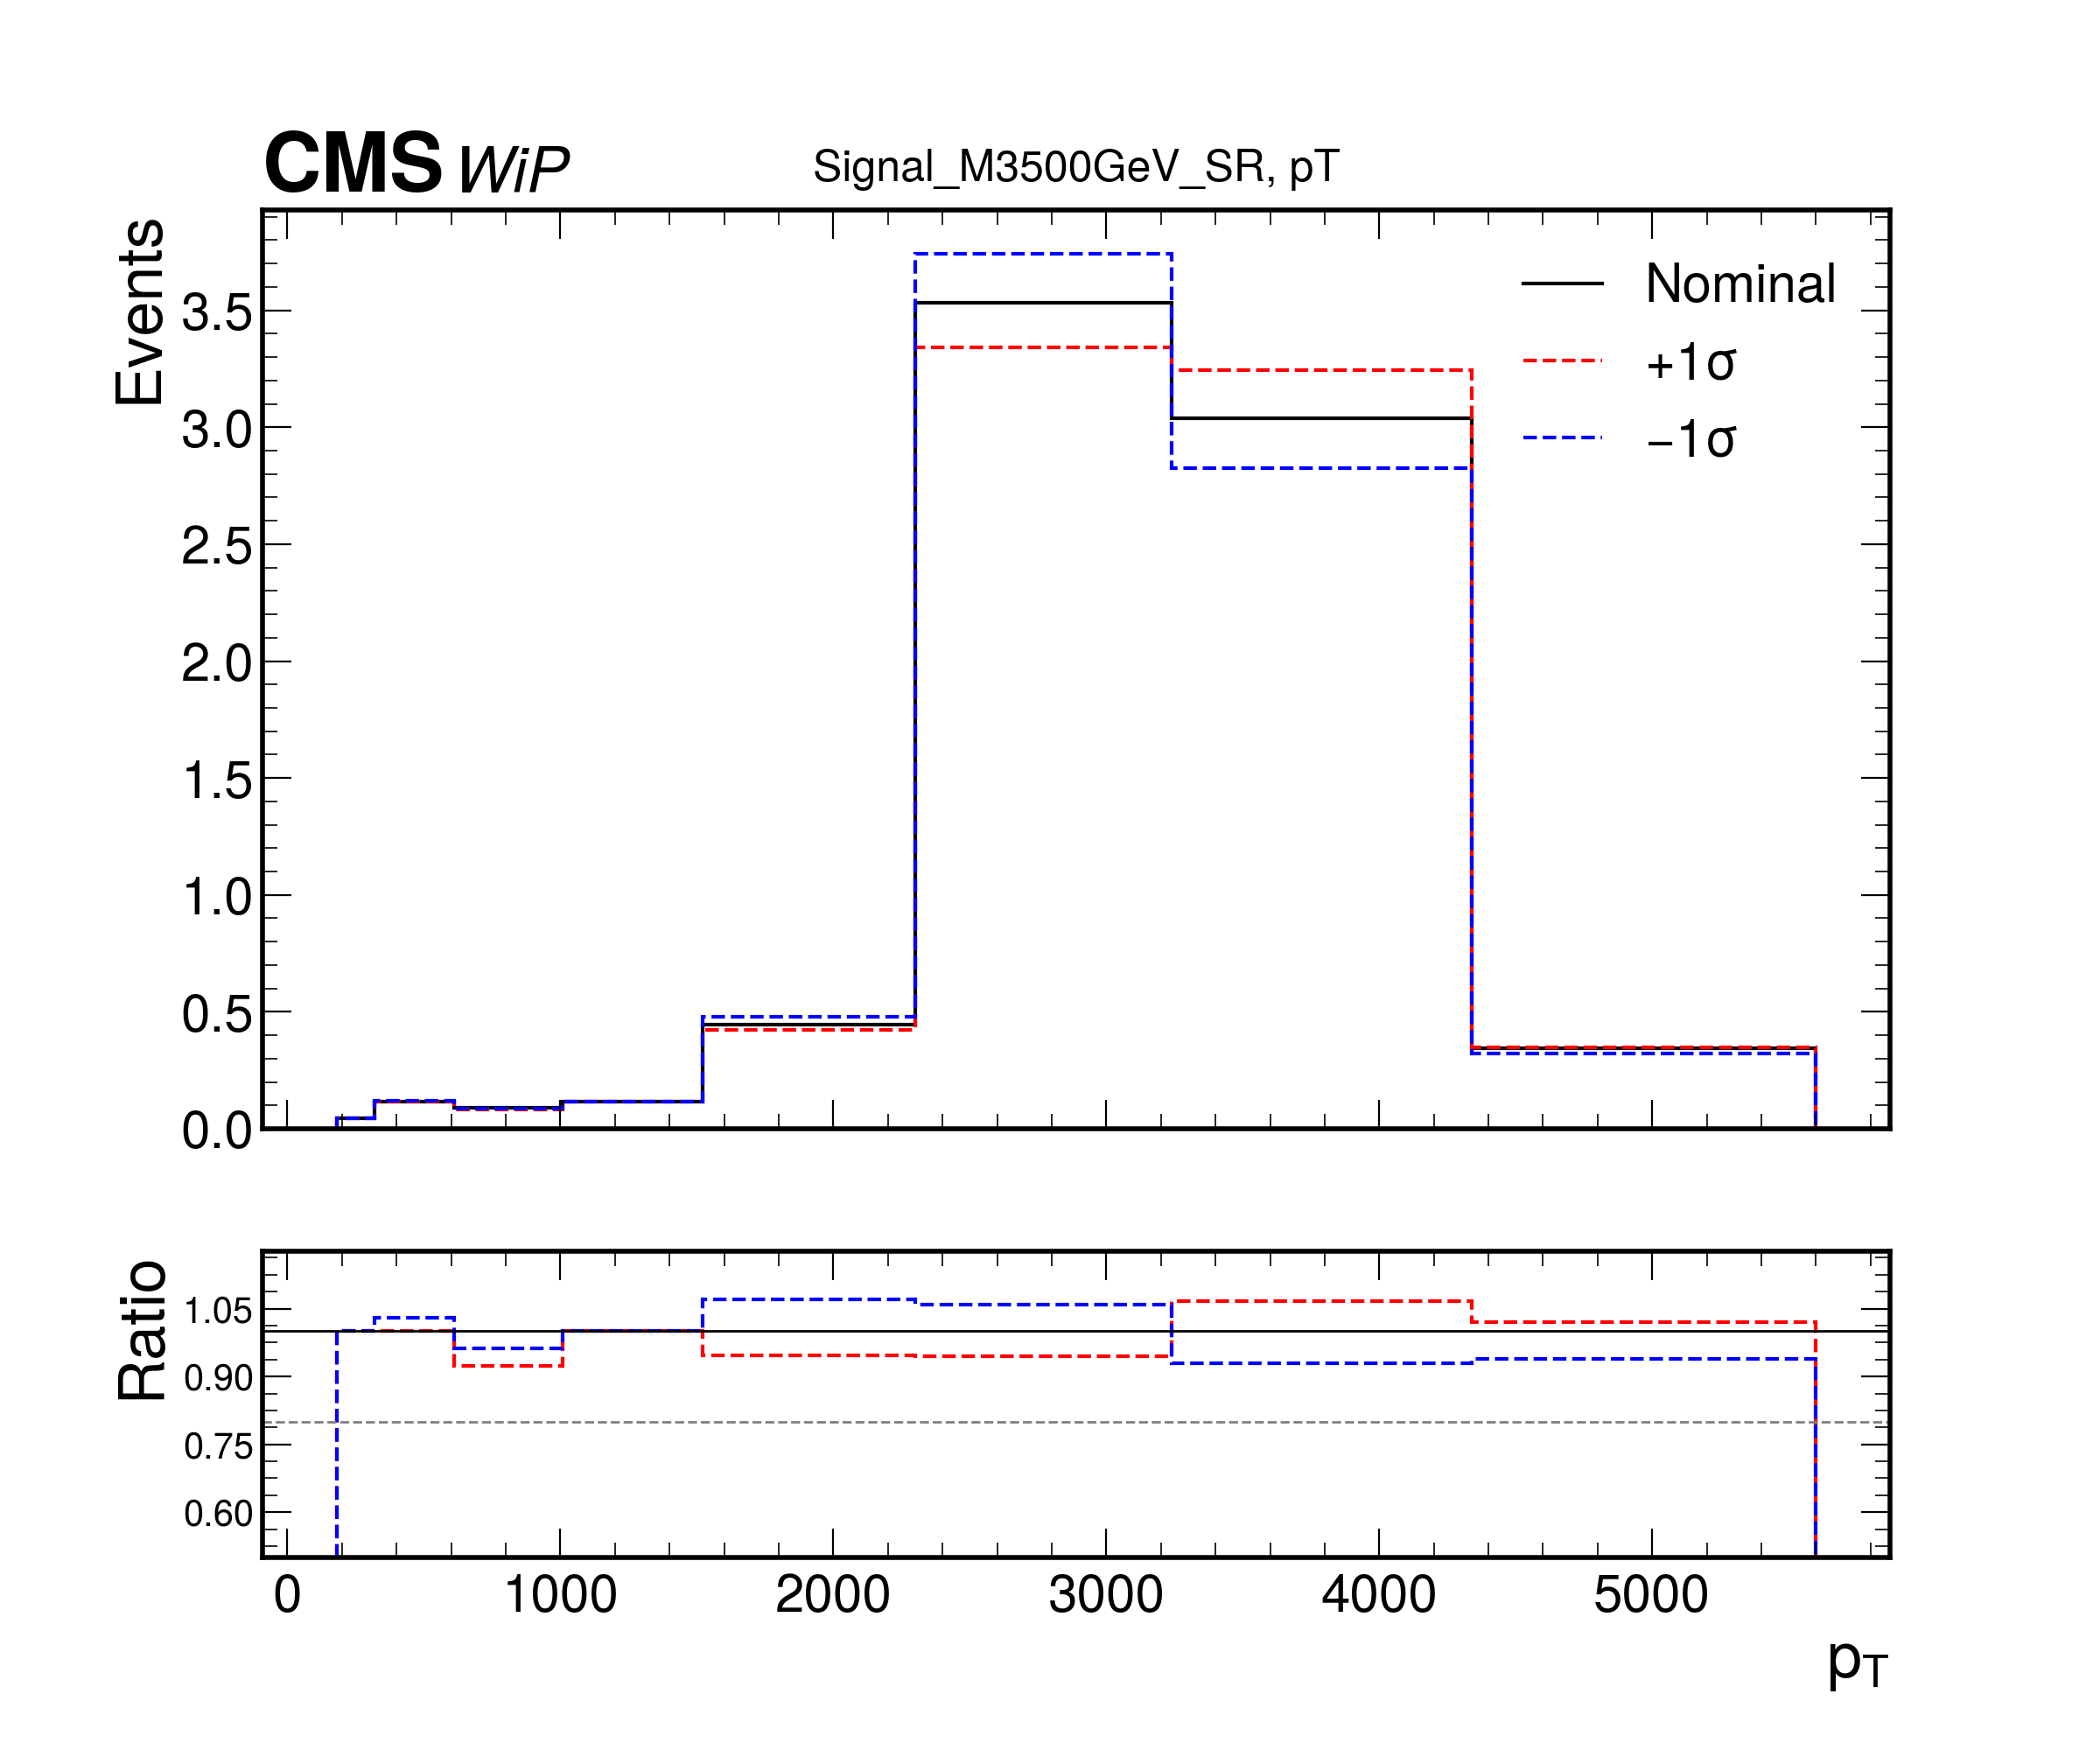 CMS WiP
Signal_M3500GeV_SR, pT
Events
3.5
3.0
2.5
2.0
1.5
1.0
0.5
0.0
Nominal
+1σ
−1σ
Ratio
1.05
0.90
0.75
0.60
0 1000 2000 3000 4000 5000
pT